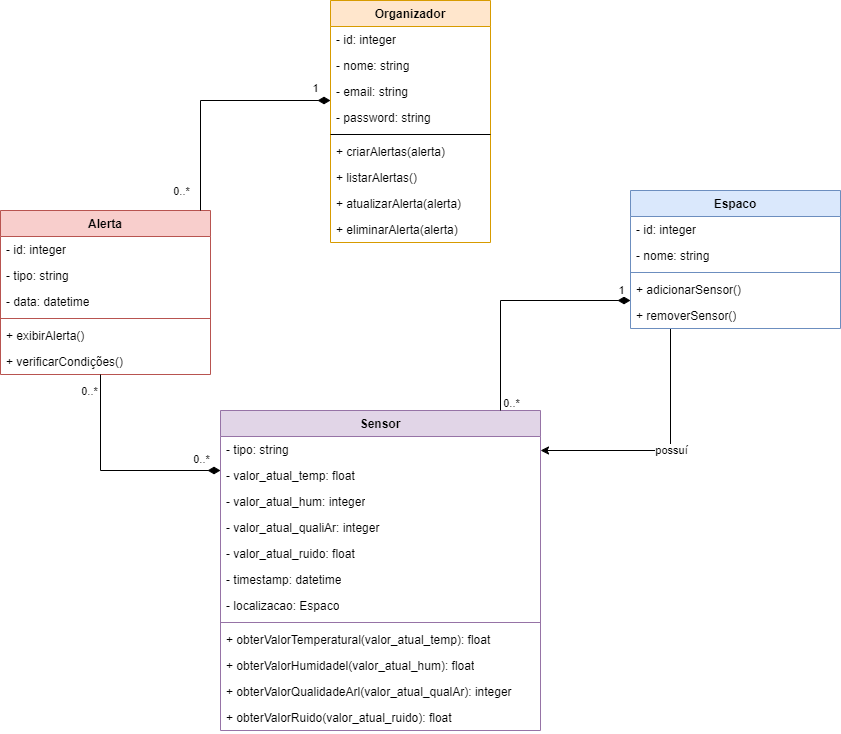 Organizador
- id: integer
- nome: string
- email: string
- password: string
+ criarAlertas(alerta)
+ listarAlertas()
+ atualizarAlerta(alerta)
+ eliminarAlerta(alerta)
1
0..*
Alerta
- id: integer
- tipo: string
- data: datetime
+ exibirAlerta()
+ verificarCondições()
0..*
0..*
Espaco
- id: integer
- nome: string
+ adicionarSensor()
+ removerSensor()
1
0..*
possuí
Sensor
- tipo: string
- valor_atual_temp: float
- valor_atual_hum: integer
- valor_atual_qualiAr: integer
- valor_atual_ruido: float
- timestamp: datetime
- localizacao: Espaco
+ obterValorTemperatural(valor_atual_temp): float
+ obterValorHumidadel(valor_atual_hum): float
+ obterValorQualidadeArl(valor_atual_qualAr): integer
+ obterValorRuido(valor_atual_ruido): float